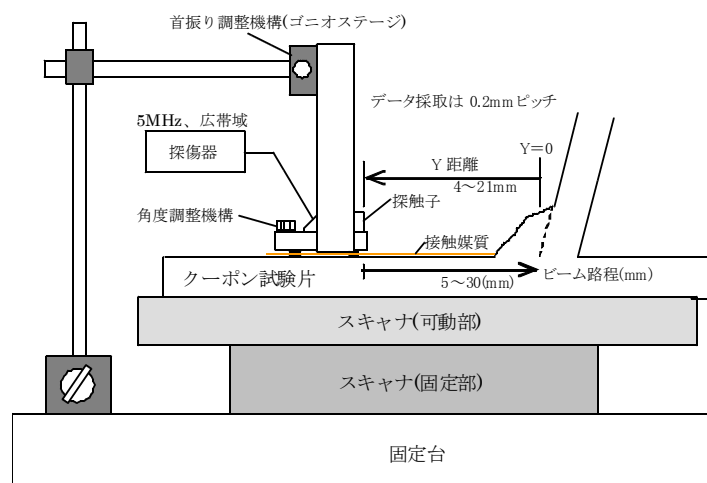 首振り調整機構(ゴニオステージ)
データ採取は 0.2mm ピッチ
5MHz、広帯域
探傷器
Y=0
Y 距離
4～21mm
探触子
角度調整機構
接触媒質
クーポン試験片
5～30(mm)
ビーム路程(mm)
スキャナ(可動部)
スキャナ(固定部)
固定台